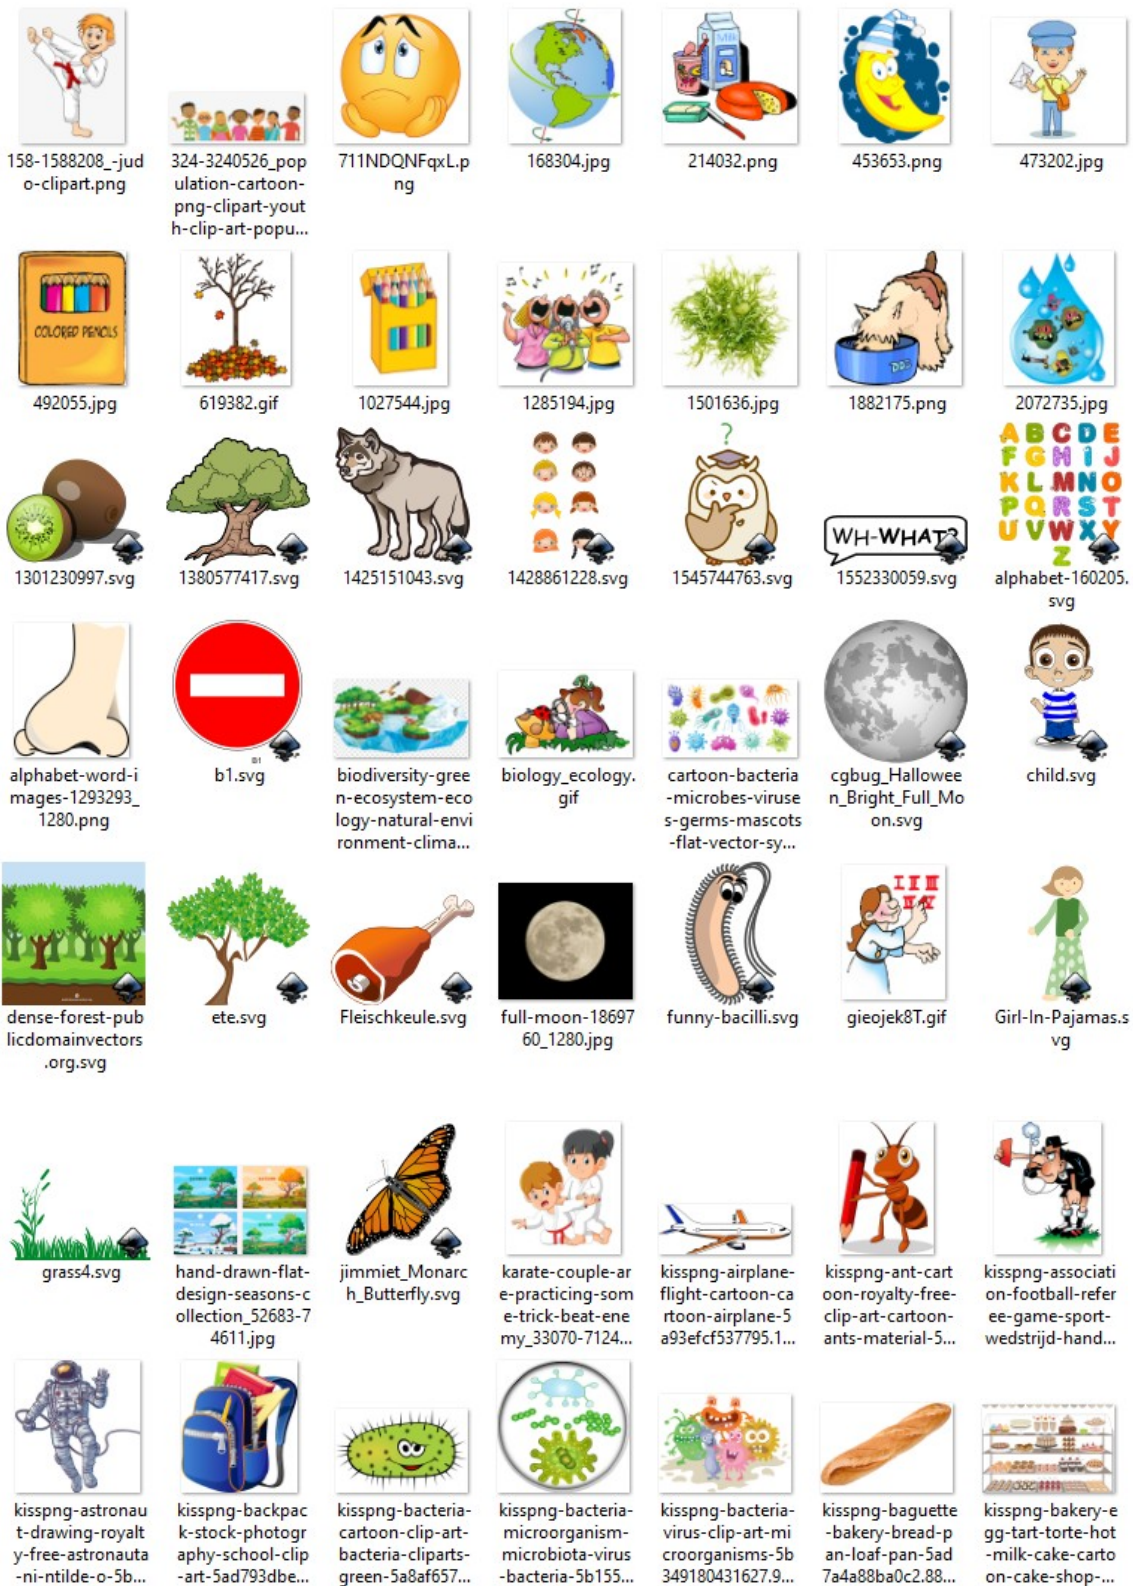 158-1588208_-jud
o-clipart.png
324-3240526_pop
ulation-cartoon-
png-clipart-yout
h-clip-art-popu...
711NDQNFqxL.p
ng
168304.jpg
214032.png
453653.png
473202.jpg
COLORED PENCILS
492055.jpg
619382.gif
1027544.jpg
1285194.jpg
1501636.jpg
1882175.png
2072735.jpg
1301230997.svg
1380577417.svg
1425151043.svg
1428861228.svg
?
1545744763.svg
WH-WHAT?
1552330059.svg
A B C D E
F G H I J
K L M N O
P Q R S T
U V W X Y
Z
alphabet-160205.
svg
alphabet-word-i
mages-1293293_
1280.png
B1
b1.svg
biodiversity-gree
n-ecosystem-eco
logy-natural-envi
ronment-clima...
biology_ecology.
gif
cartoon-bacteria
-microbes-viruse
s-germs-mascots
-flat-vector-sy...
cgbug_Hallowee
n_Bright_Full_Mo
on.svg
child.svg
dense-forest-pub
licdomainvectors
.org.svg
ete.svg
Fleischkeule.svg
full-moon-18697
60_1280.jpg
funny-bacilli.svg
I II III
IV
gieojek8T.gif
Girl-In-Pajamas.s
vg
grass4.svg
hand-drawn-flat-
design-seasons-c
ollection_52683-7
4611.jpg
jimmiet_Monarc
h_Butterfly.svg
karate-couple-ar
e-practicing-som
e-trick-beat-ene
my_33070-7124...
kisspng-airplane-
flight-cartoon-ca
rtoon-airplane-5
a93efcf537795.1...
kisspng-ant-cart
oon-royalty-free-
clip-art-cartoon-
ants-material-5...
kisspng-associati
on-football-refer
ee-game-sport-
wedstrijd-hand...
kisspng-astronau
t-drawing-royalt
y-free-astronauta
-ni-ntilde-o-5b...
kisspng-backpac
k-stock-photogr
aphy-school-clip
-art-5ad793dbe...
kisspng-bacteria-
cartoon-clip-art-
bacteria-cliparts-
green-5a8af657...
kisspng-bacteria-
microorganism-
microbiota-virus
-bacteria-5b155...
kisspng-bacteria-
virus-clip-art-mi
croorganisms-5b
349180431627.9...
kisspng-baguette
-bakery-bread-p
an-loaf-pan-5ad
7a4a88ba0c2.88...
kisspng-bakery-e
gg-tart-torte-hot
-milk-cake-carto
on-cake-shop-...